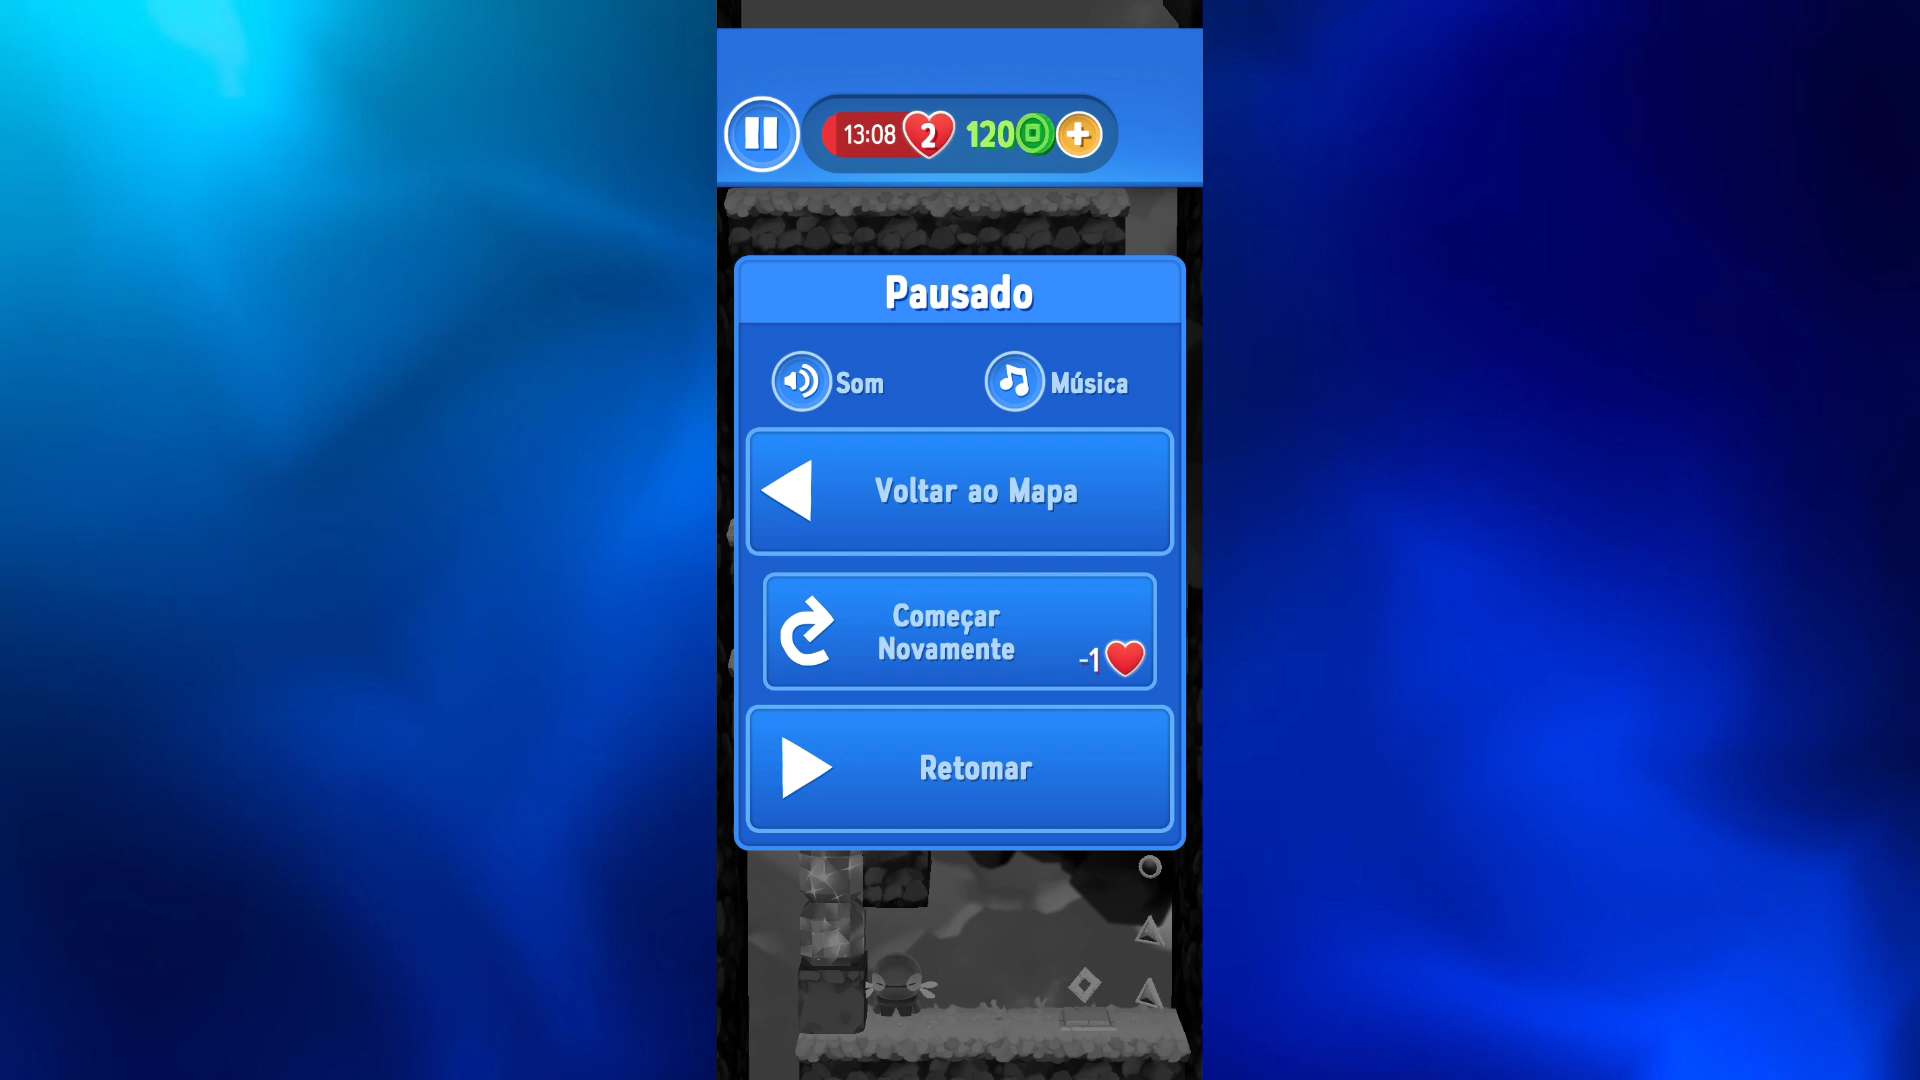 13:08 2 120
Pausado
Som Música
Voltar ao Mapa
Começar
Novamente
-1
Retomar